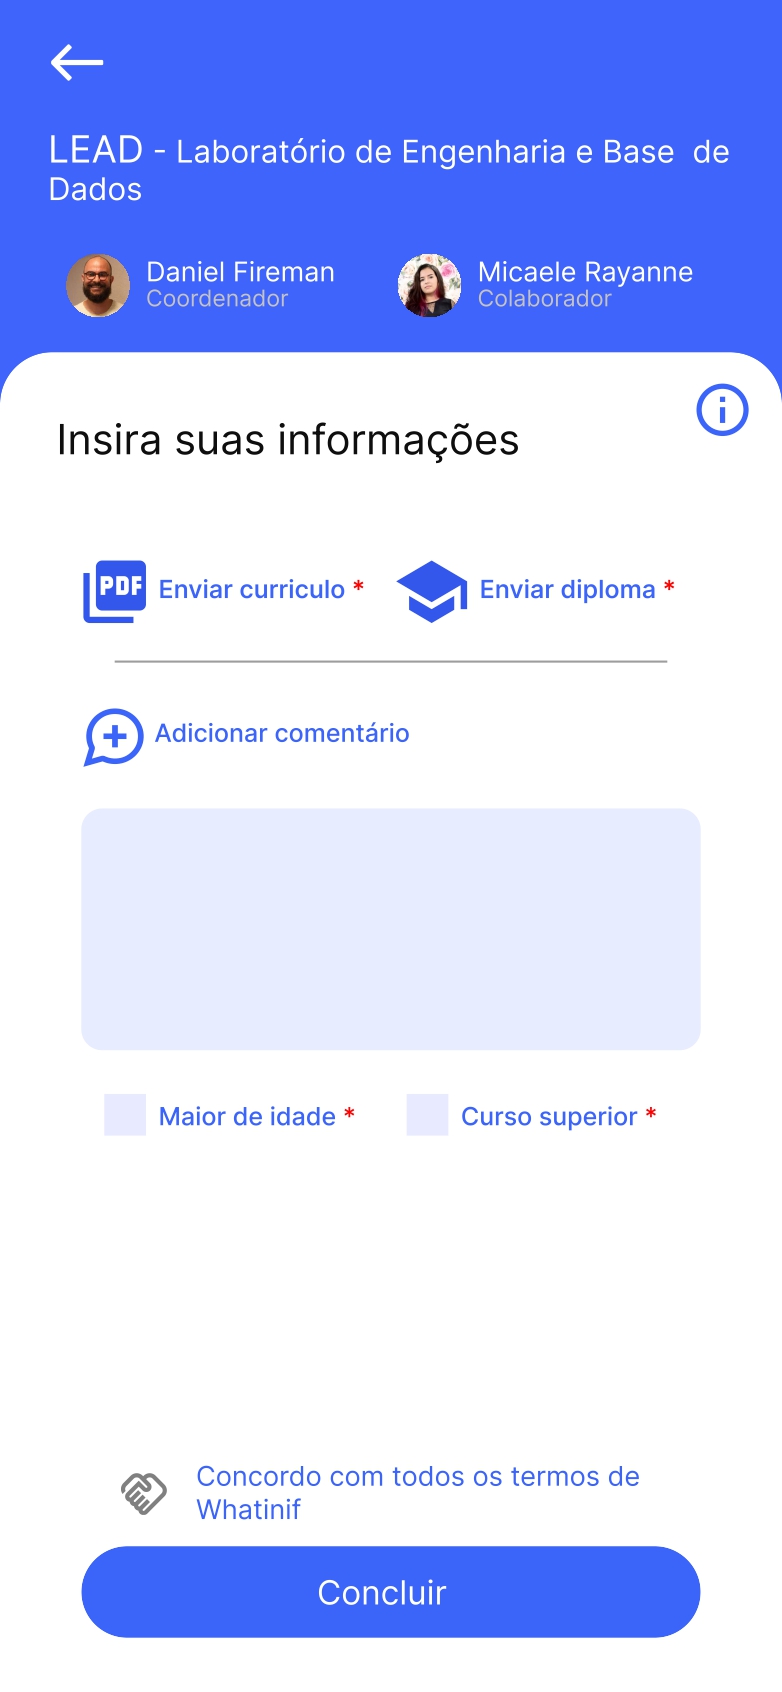 LEAD - Laboratório de Engenharia e Base de
Dados
Daniel Fireman
Coordenador
Micaele Rayanne
Colaborador
Insira suas informações
PDF
Enviar curriculo *
Enviar diploma *
Adicionar comentário
Maior de idade *
Curso superior *
Concordo com todos os termos de
Whatinif
Concluir